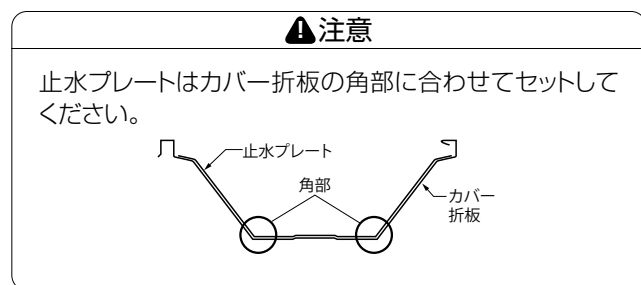 注意
止水プレートはカバー折板の角部に合わせてセットして
ください。
止水プレート
角部
カバー
折板